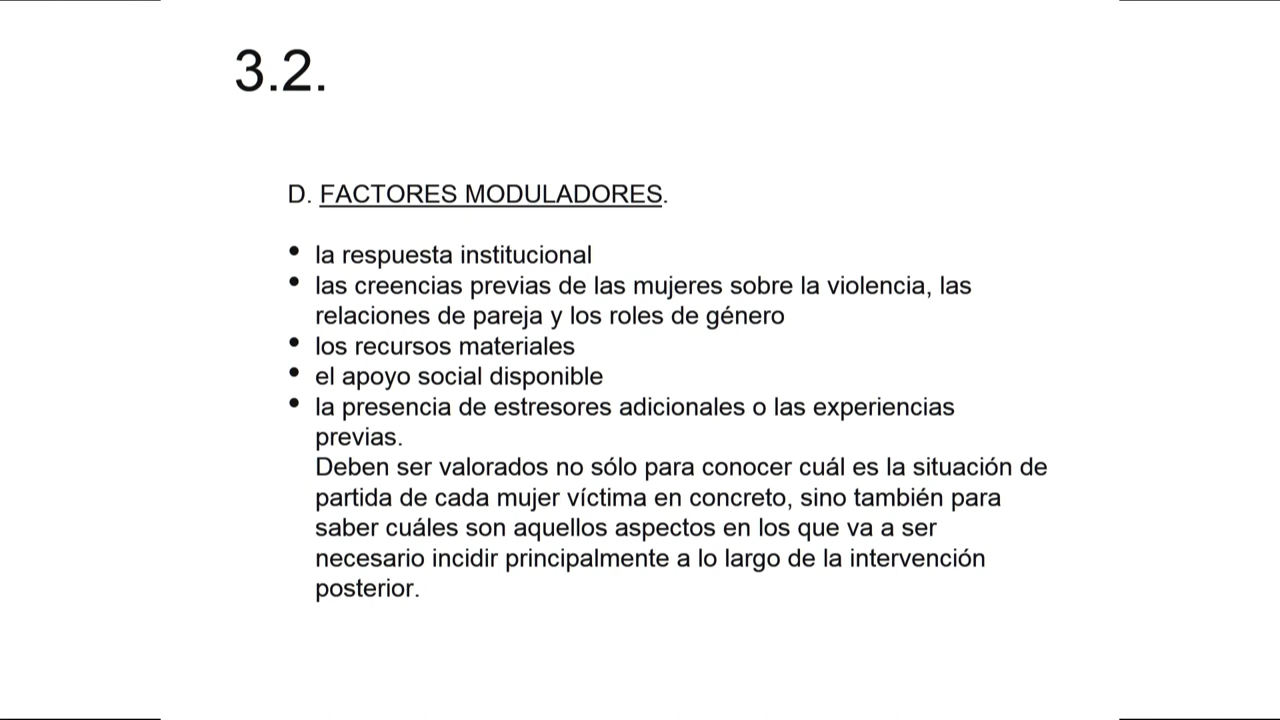 3.2.
D. FACTORES MODULADORES.
• la respuesta institucional
• las creencias previas de las mujeres sobre la violencia, las
relaciones de pareja y los roles de género
• los recursos materiales
• el apoyo social disponible
• la presencia de estresores adicionales o las experiencias
previas.
Deben ser valorados no sólo para conocer cuál es la situación de
partida de cada mujer víctima en concreto, sino también para
saber cuáles son aquellos aspectos en los que va a ser
necesario incidir principalmente a lo largo de la intervención
posterior.